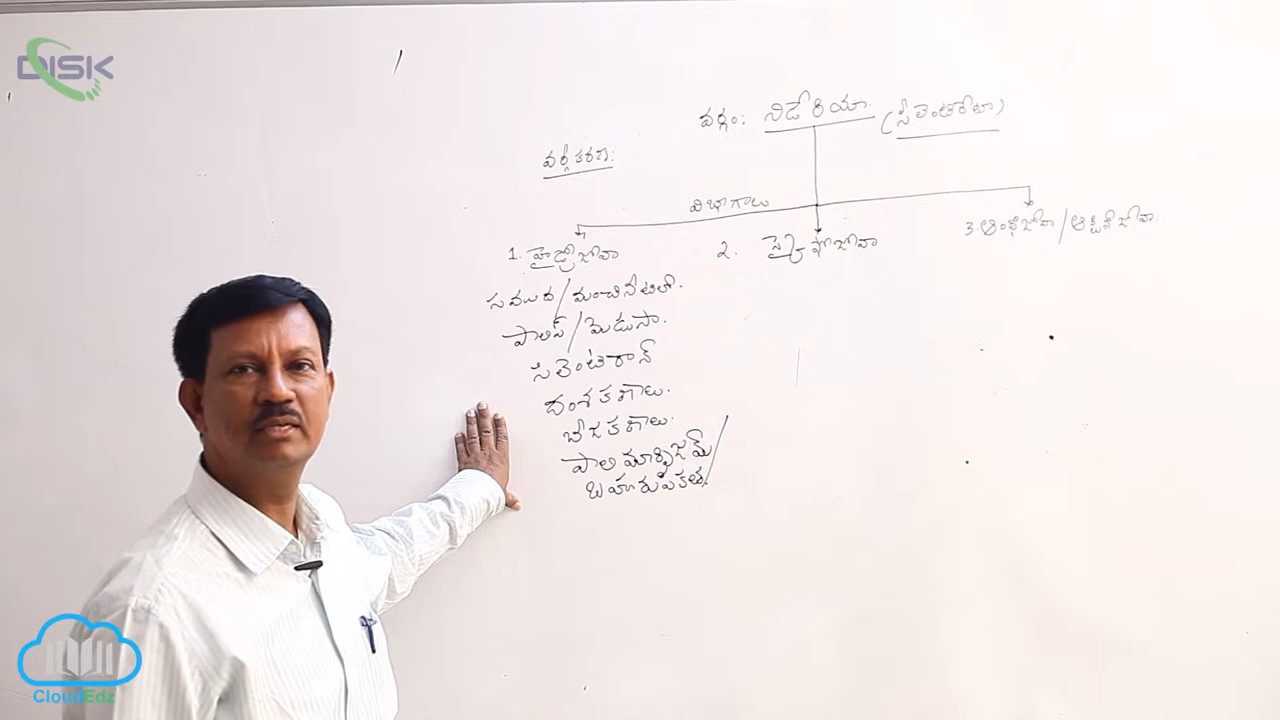 DISK
వర్గం: నిడేరియా.
(సీలెంటరేటా)
వర్గీకరణ:
విభాగాలు
1. హైడ్రోజోవా
2. స్కైఫోజోవా
3. ఆంథోజోవా/ఆక్టినోజోవా.
సముద్ర/మంచినీటిలో.
పాలిప్/మెడుసా.
సీలెంటరాన్
దంశకణాలు.
బీజకణాలు.
పాలిమార్ఫిజమ్/
బహురూపకత.
CloudEdz